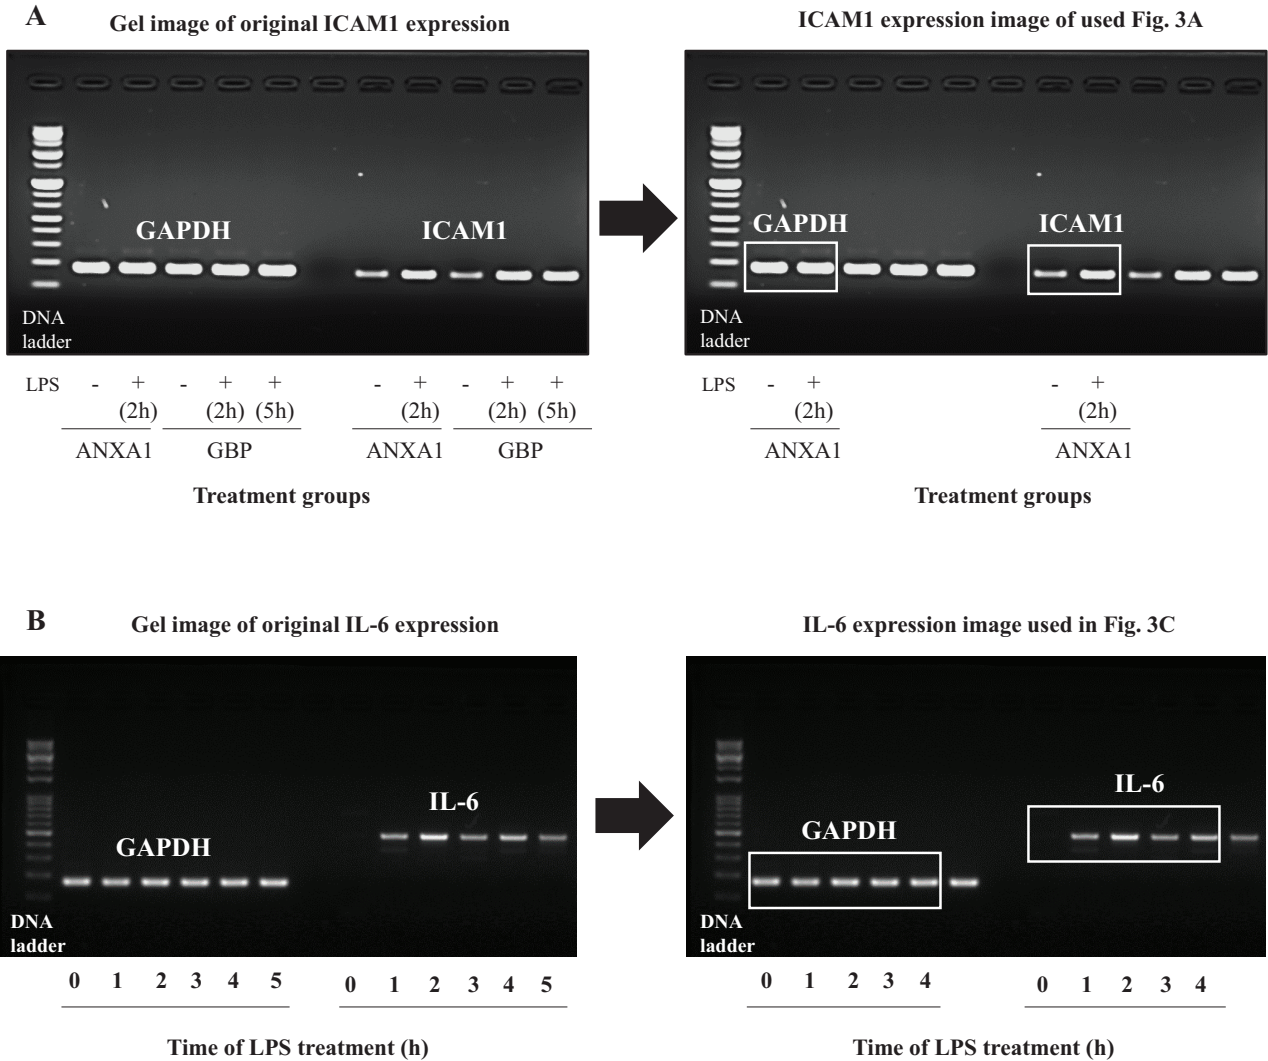 A
Gel image of original ICAM1 expression
ICAM1 expression image of used Fig. 3A
GAPDH
ICAM1
DNA
ladder
GAPDH
ICAM1
DNA
ladder
LPS - + - + + - + - + +
(2h) (2h) (5h) (2h) (2h) (5h)
ANXA1 GBP ANXA1 GBP
Treatment groups
LPS - + - +
(2h) (2h)
ANXA1 ANXA1
Treatment groups
B
Gel image of original IL-6 expression
IL-6 expression image used in Fig. 3C
IL-6
GAPDH
DNA
ladder
IL-6
GAPDH
DNA
ladder
0 1 2 3 4 5 0 1 2 3 4 5
Time of LPS treatment (h)
0 1 2 3 4 0 1 2 3 4
Time of LPS treatment (h)